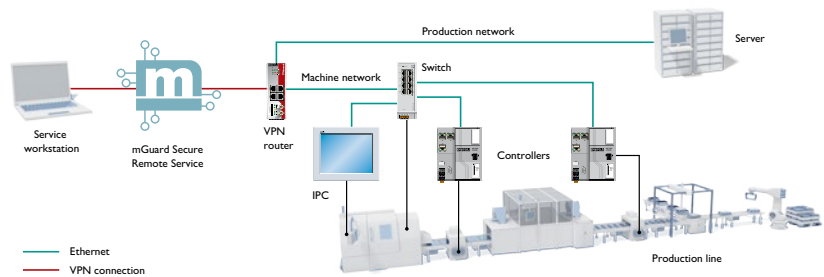 Production network
Server
Switch
Machine network
m
Service
workstation
mGuard Secure
Remote Service
VPN
router
IPC
Controllers
Production line
Ethernet
VPN connection